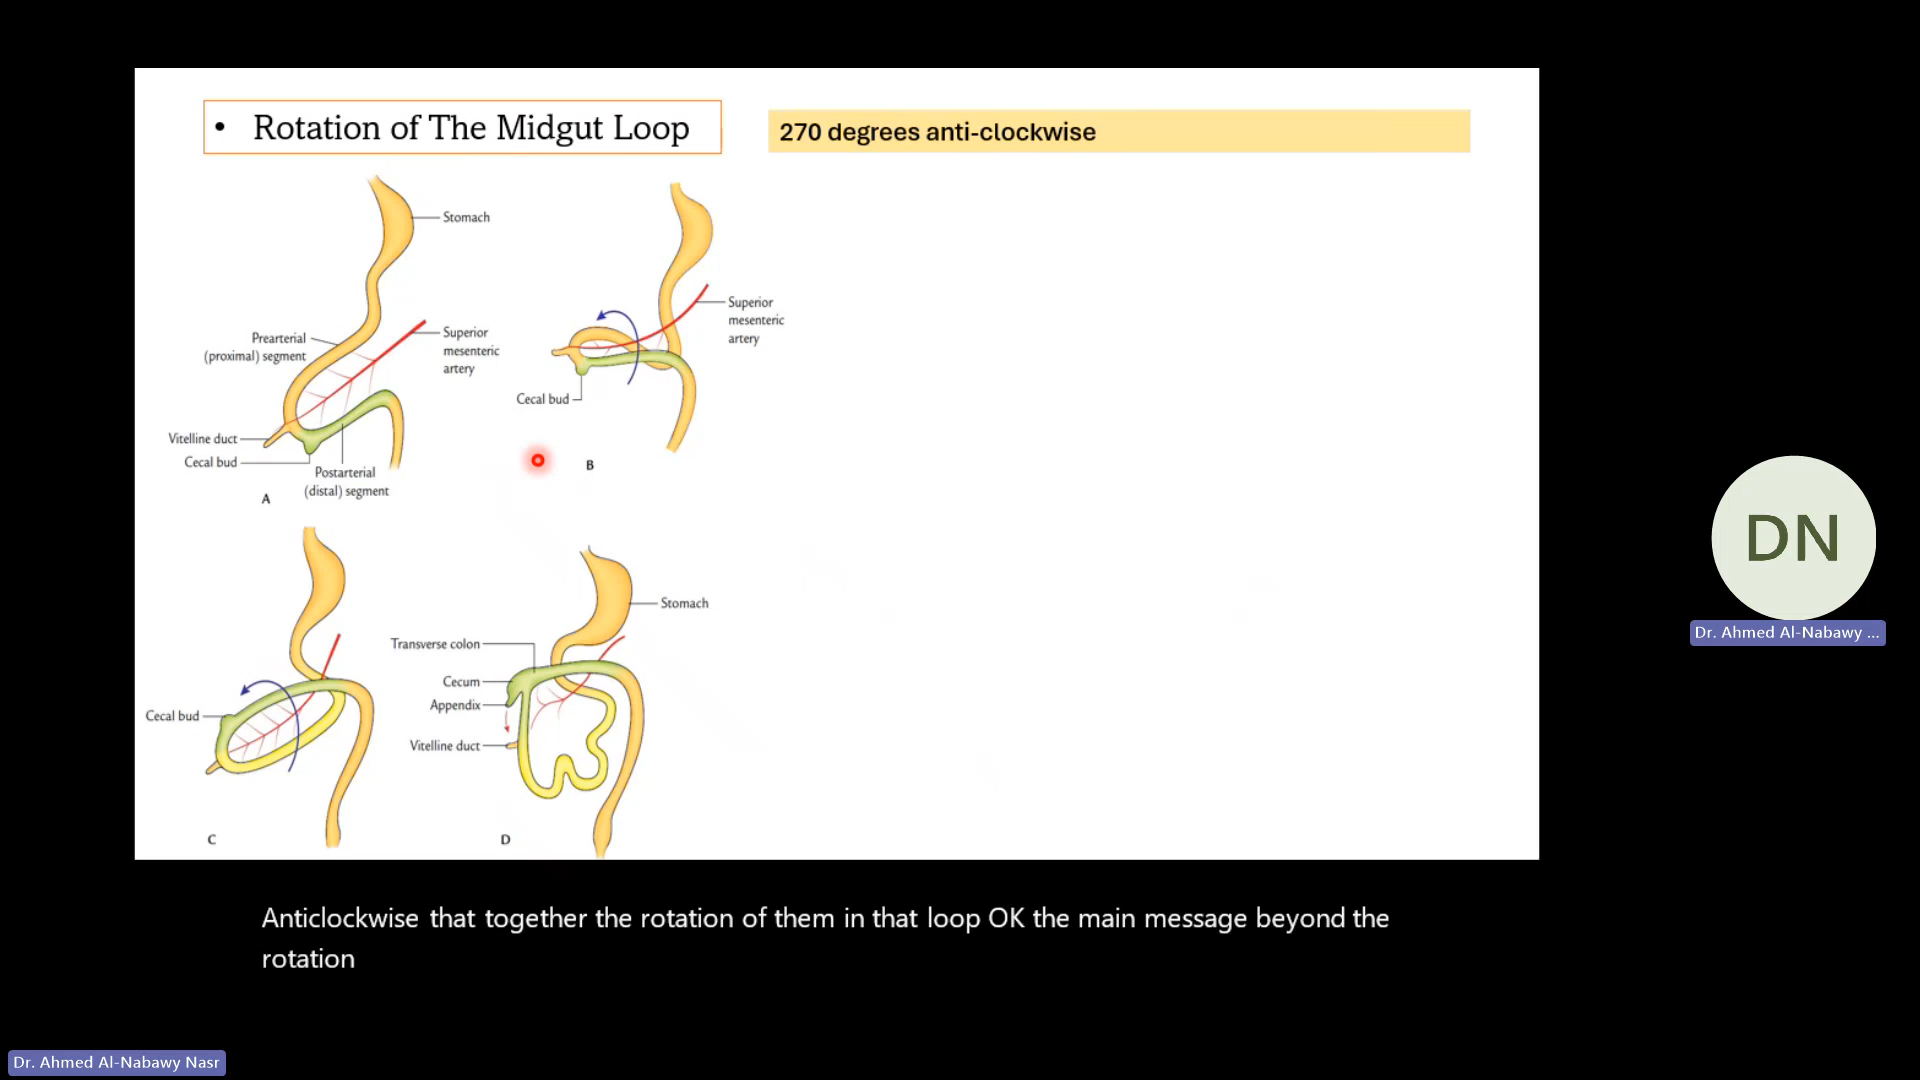 • Rotation of The Midgut Loop
270 degrees anti-clockwise
Stomach
Prearterial
(proximal) segment
Superior
mesenteric
artery
Vitelline duct
Cecal bud
Postarterial
(distal) segment
A
Superior
mesenteric
artery
Cecal bud
B
Cecal bud
C
Stomach
Transverse colon
Cecum
Appendix
Vitelline duct
D
DN
Dr. Ahmed Al-Nabawy ...
Anticlockwise that together the rotation of them in that loop OK the main message beyond the
rotation
Dr. Ahmed Al-Nabawy Nasr